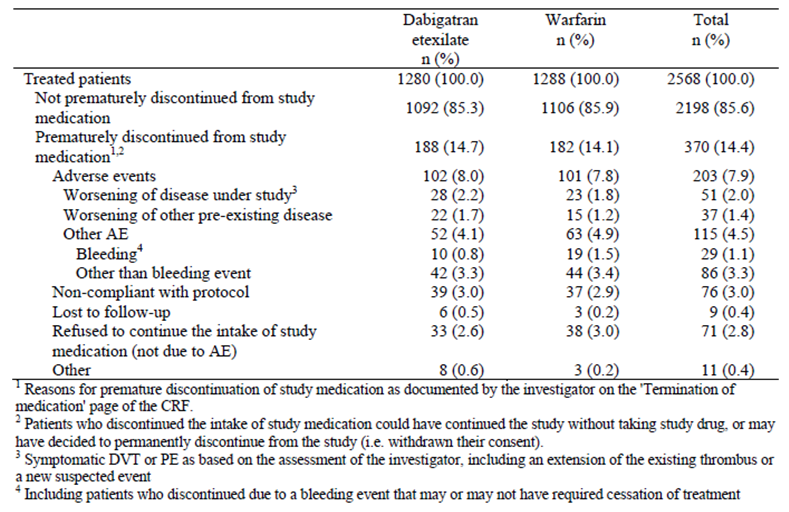 Dabigatran etexilate n (%) Warfarin n (%) Total n (%)
Treated patients 1280 (100.0) 1288 (100.0) 2568 (100.0)
Not prematurely discontinued from study medication 1092 (85.3) 1106 (85.9) 2198 (85.6)
Prematurely discontinued from study medication1,2 188 (14.7) 182 (14.1) 370 (14.4)
Adverse events 102 (8.0) 101 (7.8) 203 (7.9)
Worsening of disease under study3 28 (2.2) 23 (1.8) 51 (2.0)
Worsening of other pre-existing disease 22 (1.7) 15 (1.2) 37 (1.4)
Other AE 52 (4.1) 63 (4.9) 115 (4.5)
Bleeding4 10 (0.8) 19 (1.5) 29 (1.1)
Other than bleeding event 42 (3.3) 44 (3.4) 86 (3.3)
Non-compliant with protocol 39 (3.0) 37 (2.9) 76 (3.0)
Lost to follow-up 6 (0.5) 3 (0.2) 9 (0.4)
Refused to continue the intake of study medication (not due to AE) 33 (2.6) 38 (3.0) 71 (2.8)
Other 8 (0.6) 3 (0.2) 11 (0.4)
1 Reasons for premature discontinuation of study medication as documented by the investigator on the 'Termination of
medication' page of the CRF.
2 Patients who discontinued the intake of study medication could have continued the study without taking study drug, or may
have decided to permanently discontinue from the study (i.e. withdrawn their consent).
3 Symptomatic DVT or PE as based on the assessment of the investigator, including an extension of the existing thrombus or
a new suspected event
4 Including patients who discontinued due to a bleeding event that may or may not have required cessation of treatment